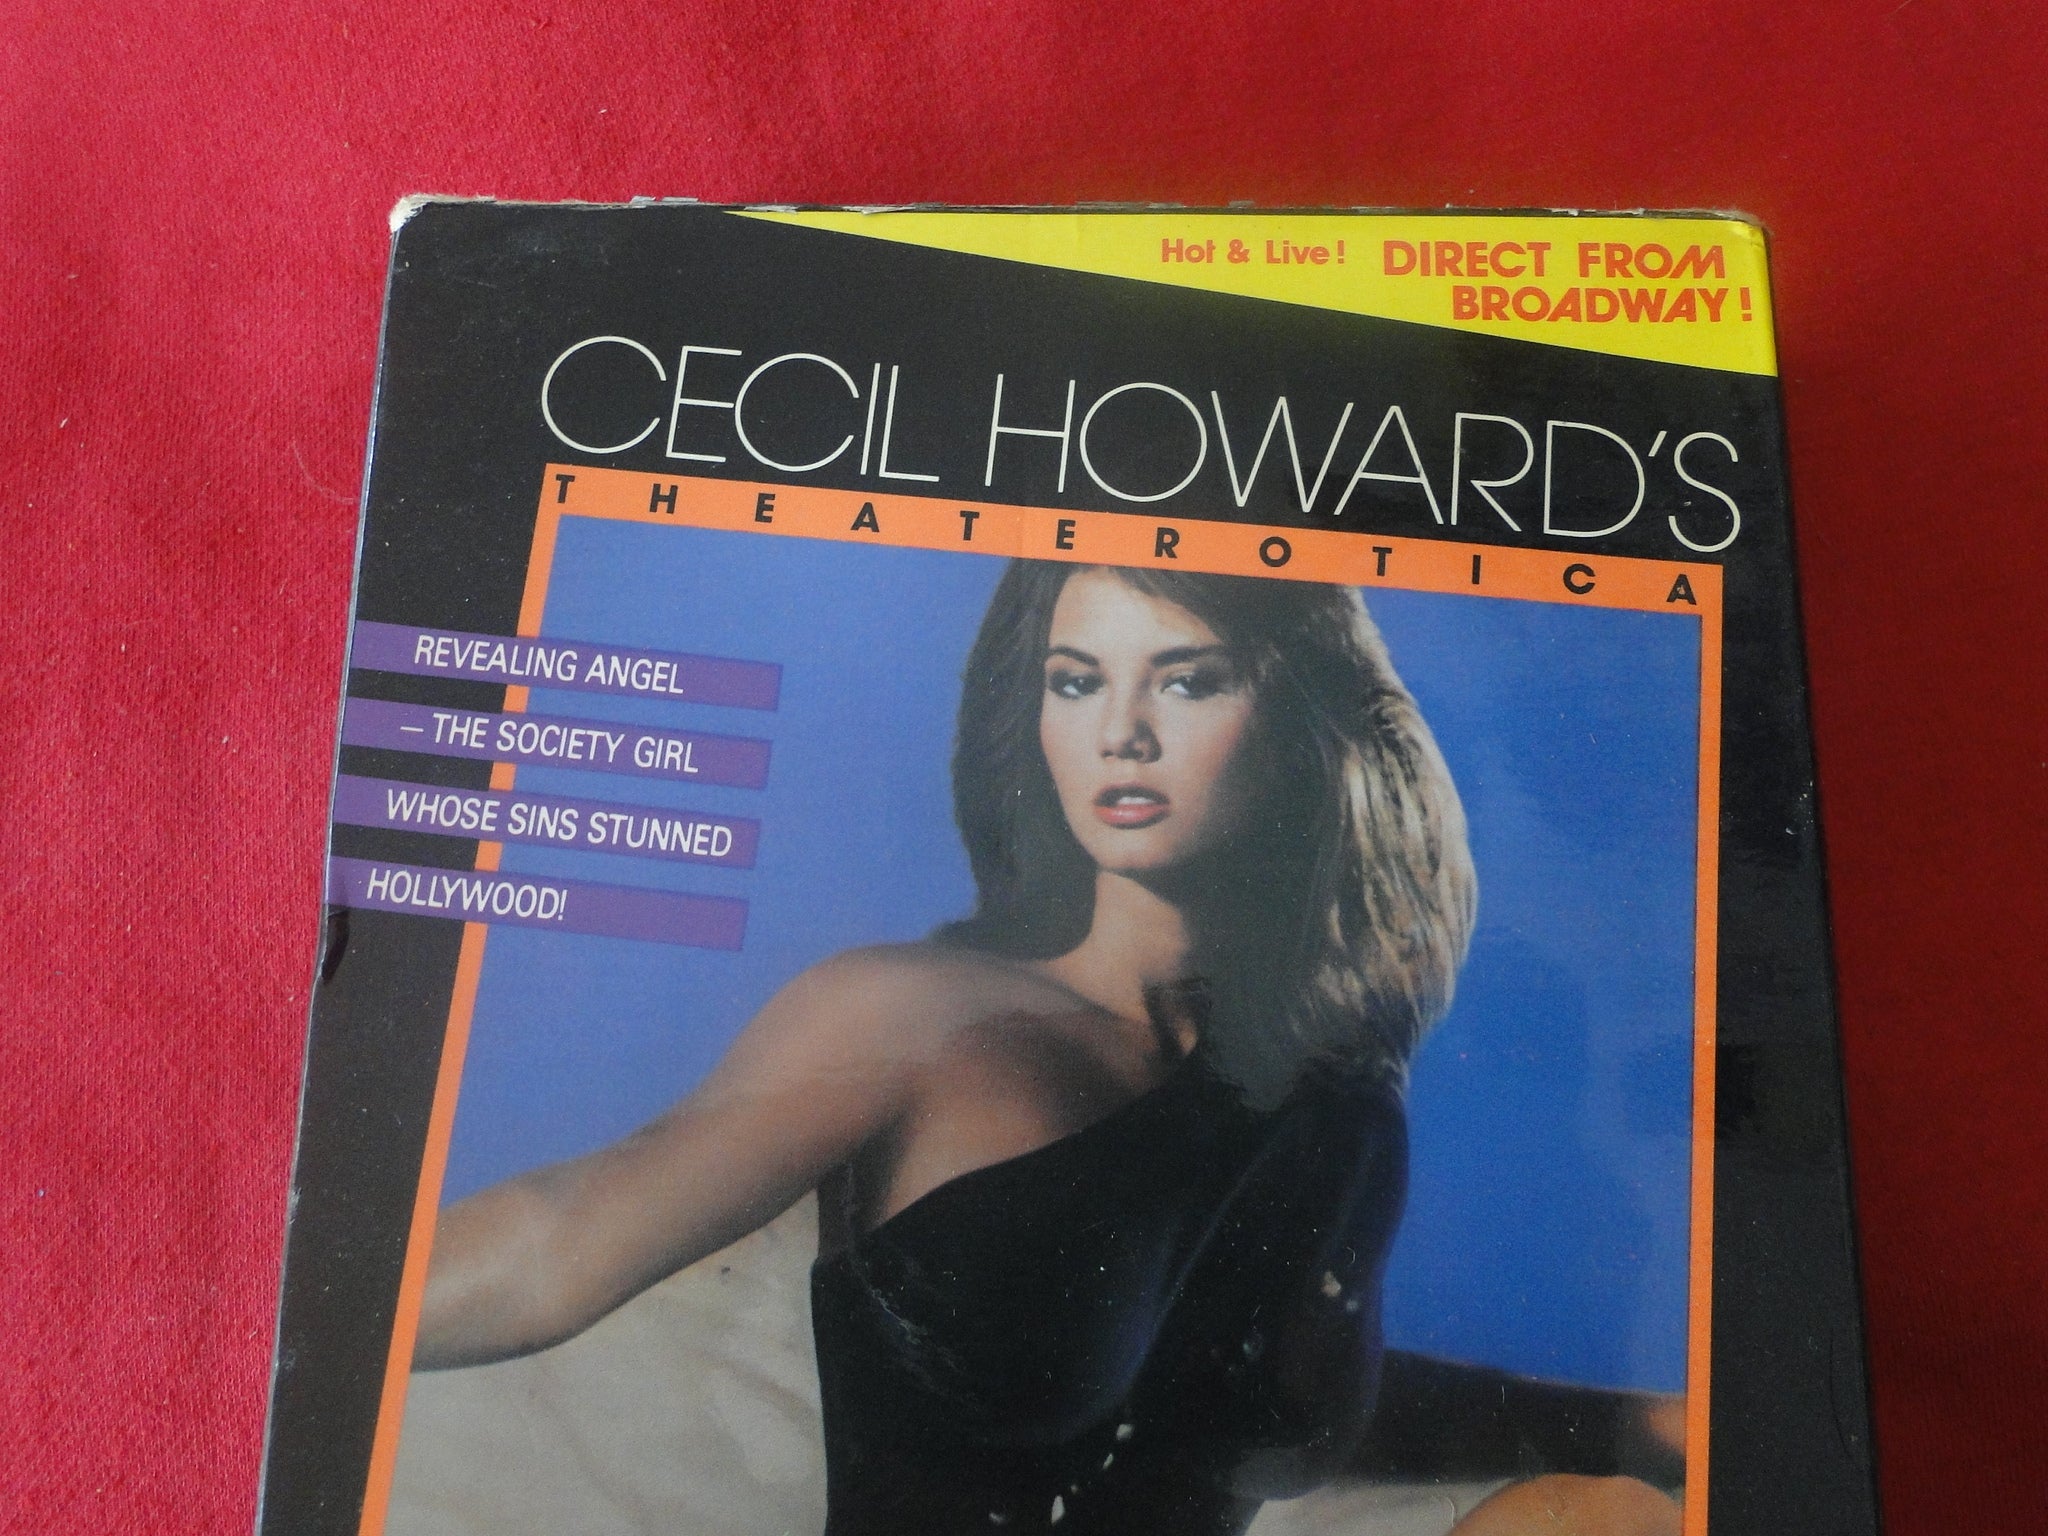 Hot & Live! DIRECT FROM
BROADWAY!
CECIL HOWARD'S
THEATEROTICA
REVEALING ANGEL
– THE SOCIETY GIRL
WHOSE SINS STUNNED
HOLLYWOOD!